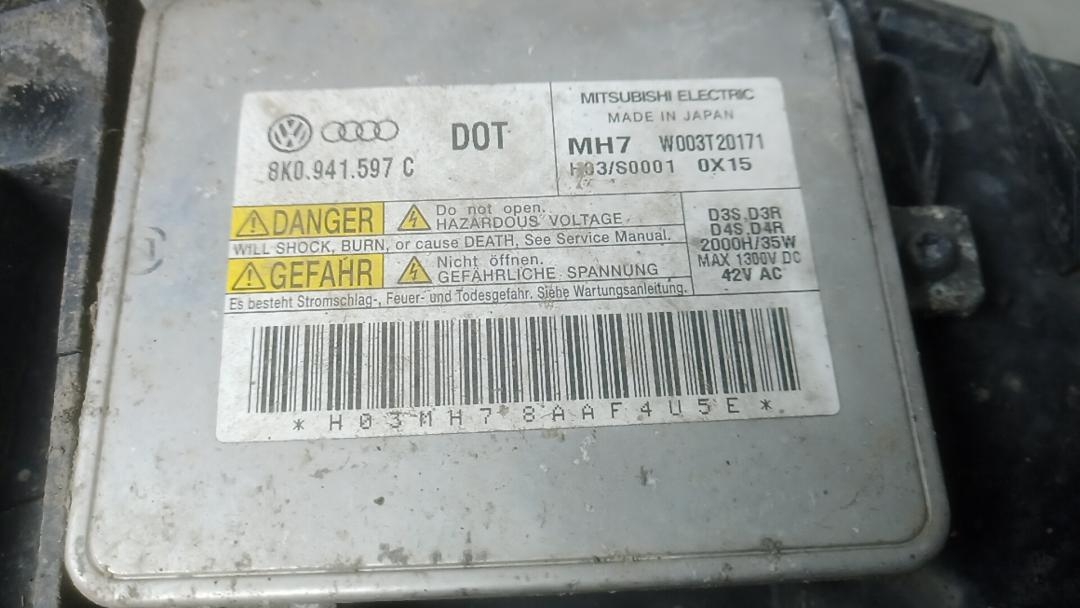 8K0.941.597 C
DOT
MITSUBISHI ELECTRIC
MADE IN JAPAN
MH7 W003T20171
H03/S0001 0X15
DANGER
Do not open.
HAZARDOUS VOLTAGE
WILL SHOCK, BURN, or cause DEATH, See Service Manual.
GEFAHR
Nicht öffnen.
GEFÄHRLICHE SPANNUNG
Es besteht Stromschlag-, Feuer- und Todesgefahr. Siehe Wartungsanleitung.
D3S, D3R
D4S, D4R
2000H/35W
MAX 1300V DC
42V AC
*H03MH78AAF4U5E*